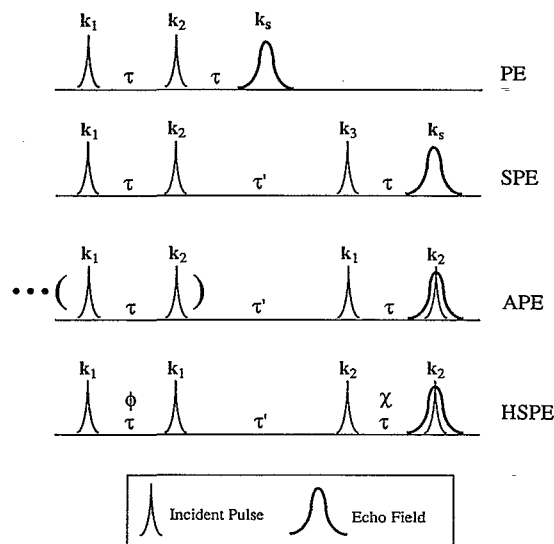 k1 k2 ks
τ τ PE
k1 k2 k3 ks
τ τ' τ SPE
k1 k2 k1 k2
••• ( )
τ τ' τ APE
k1 k1 k2 k2
ϕ χ
τ τ' τ HSPE
Incident Pulse Echo Field